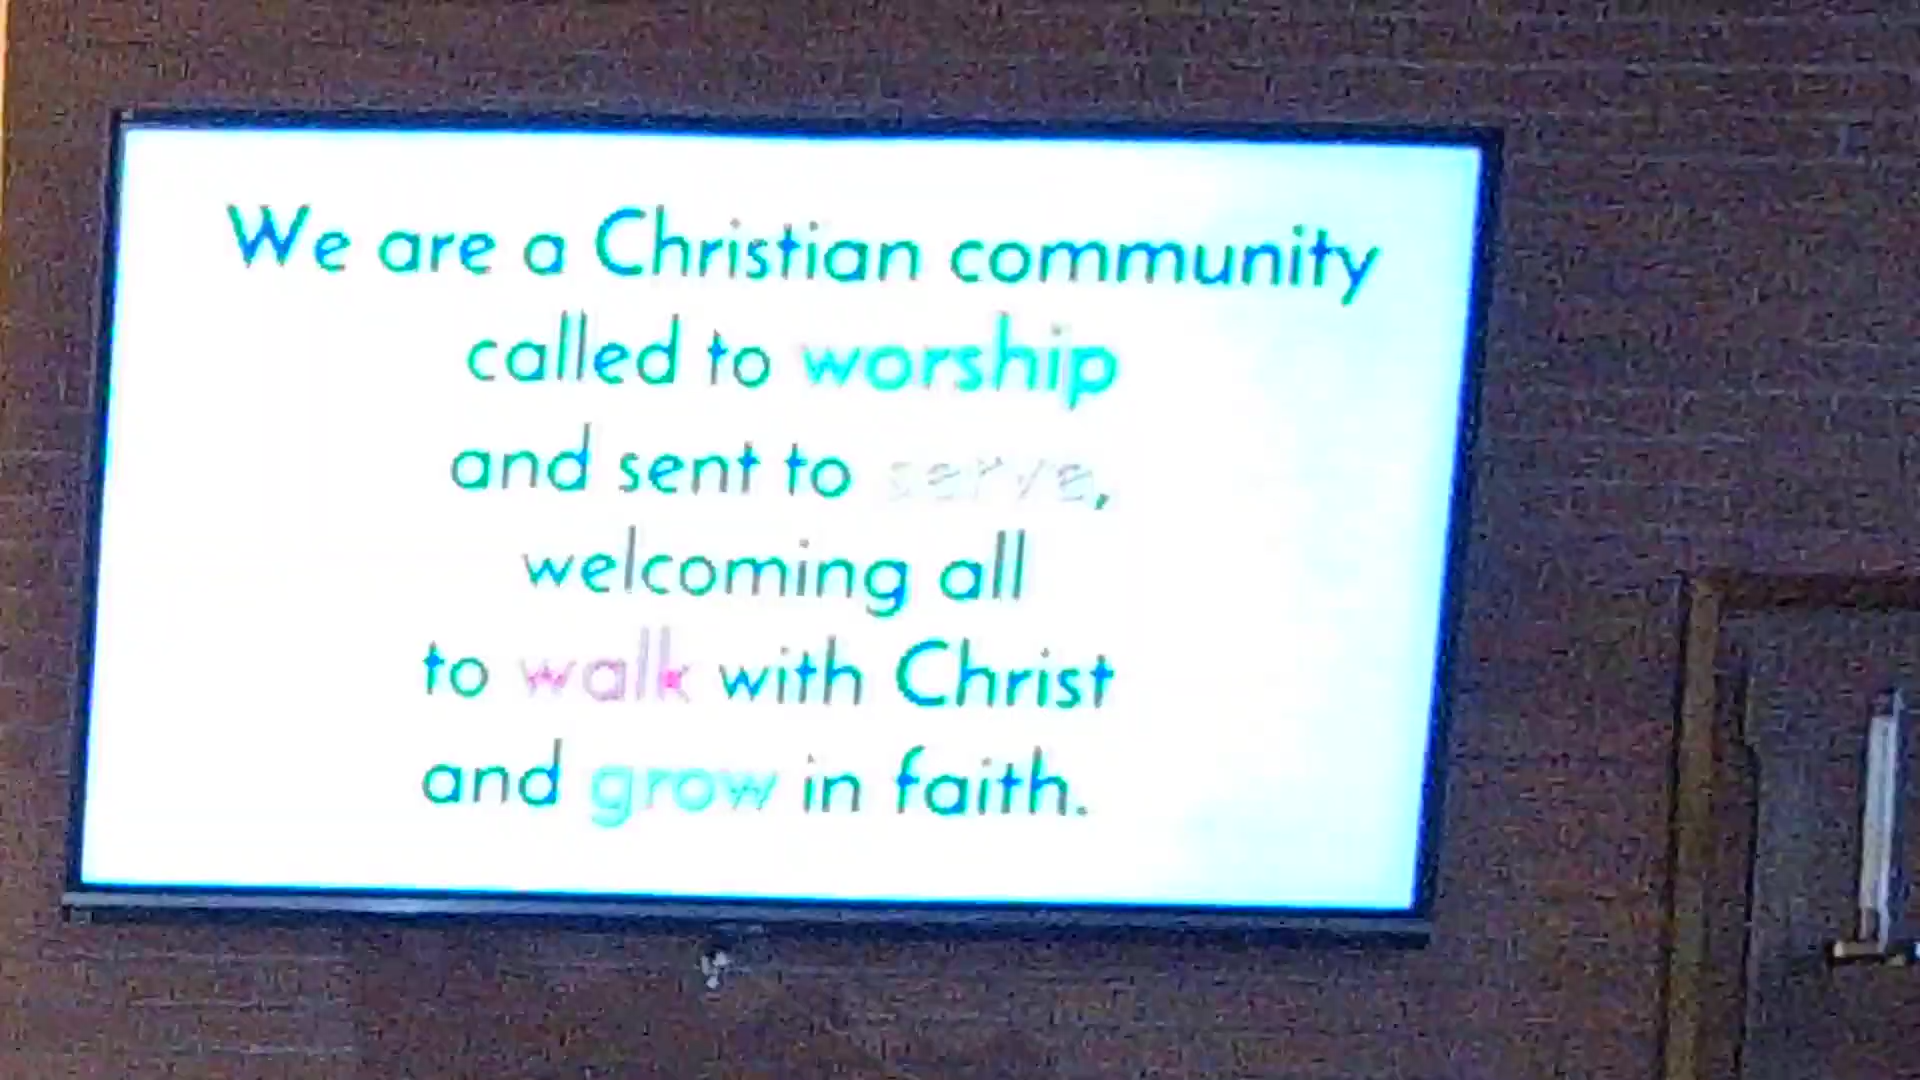 We are a Christian community
called to worship
and sent to serve,
welcoming all
to walk with Christ
and grow in faith.